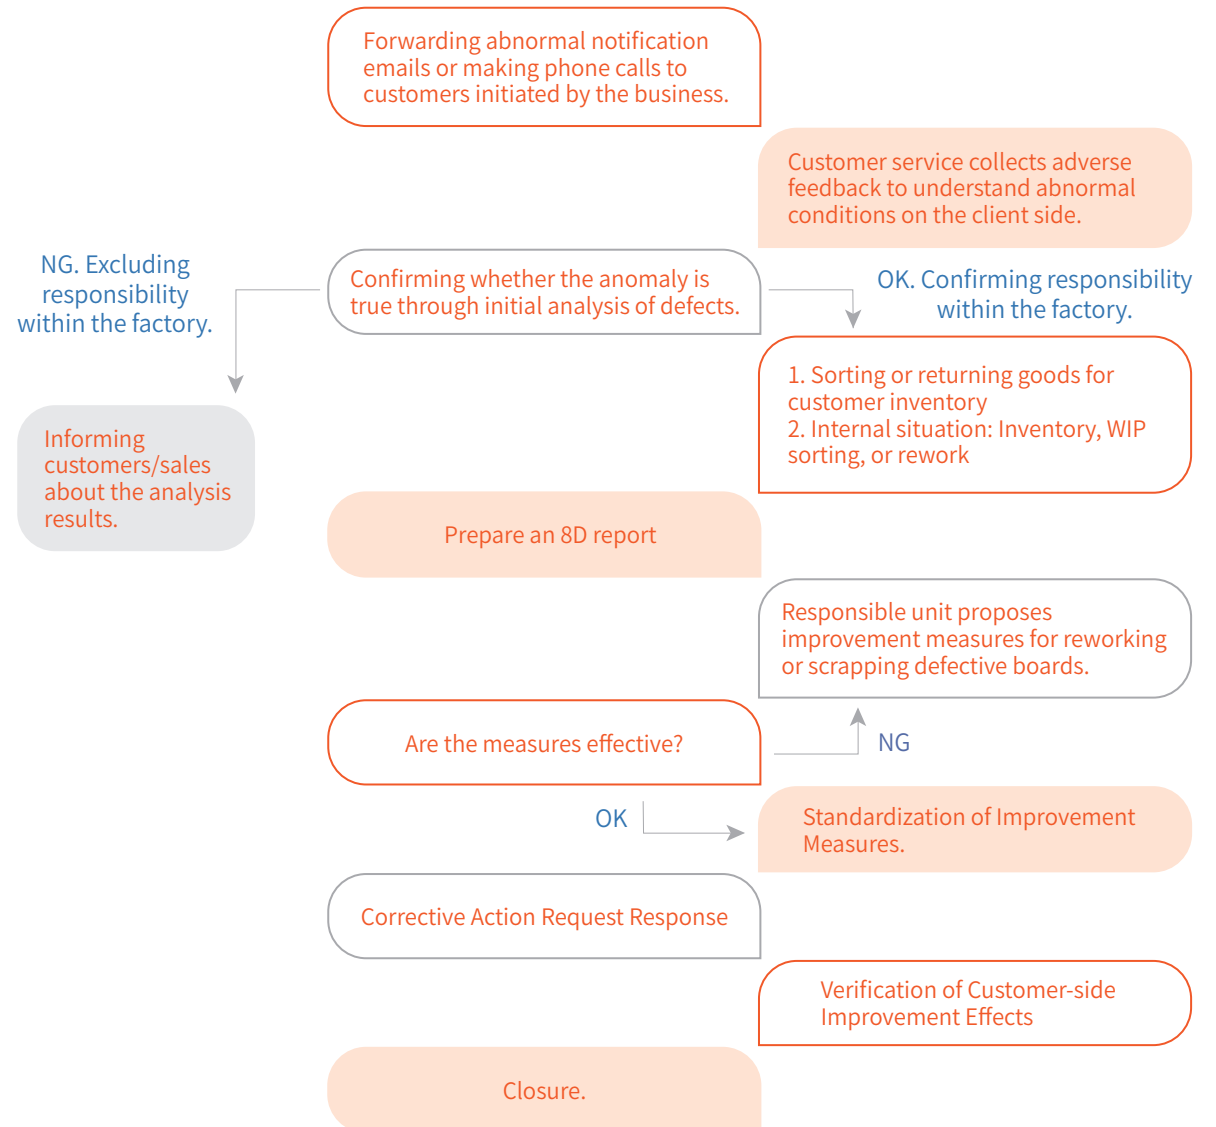 Forwarding abnormal notification
emails or making phone calls to
customers initiated by the business.
Customer service collects adverse
feedback to understand abnormal
conditions on the client side.
NG. Excluding
responsibility
within the factory.
Confirming whether the anomaly is
true through initial analysis of defects.
OK. Confirming responsibility
within the factory.
Informing
customers/sales
about the analysis
results.
1. Sorting or returning goods for
customer inventory
2. Internal situation: Inventory, WIP
sorting, or rework
Prepare an 8D report
Responsible unit proposes
improvement measures for reworking
or scrapping defective boards.
Are the measures effective?
NG
OK
Standardization of Improvement
Measures.
Corrective Action Request Response
Verification of Customer-side
Improvement Effects
Closure.